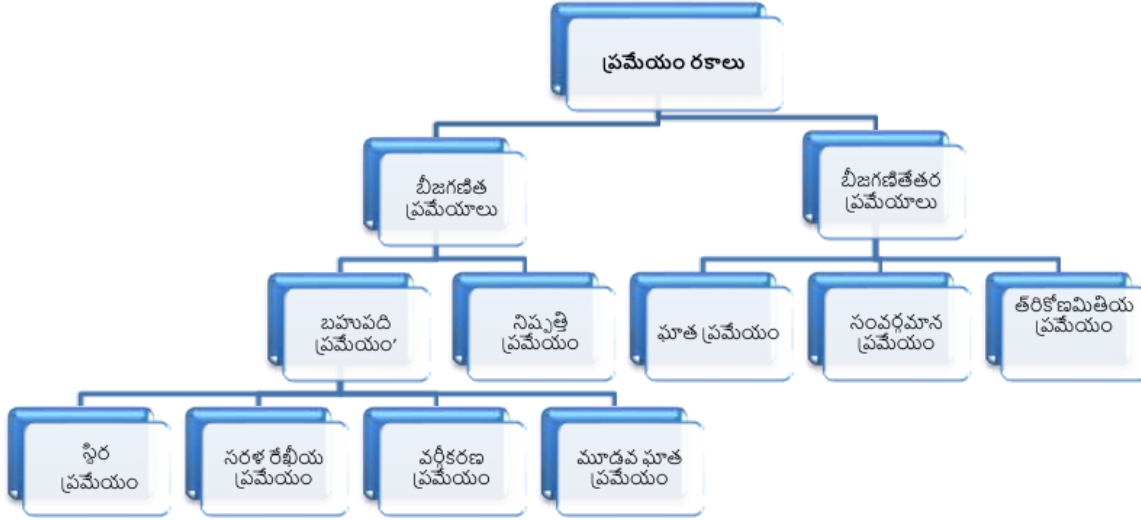 ప్రమేయం రకాలు
బీజగణిత
ప్రమేయాలు
బీజగణితేతర
ప్రమేయాలు
బహుపది
ప్రమేయం'
నిష్పత్తి
ప్రమేయం
ఘాత ప్రమేయం
సంవర్గమాన
ప్రమేయం
త్‌రికోణమితియ
ప్రమేయం
స్థిర
ప్రమేయం
సరళ రేఖీయ
ప్రమేయం
వర్గీకరణ
ప్రమేయం
మూడవ ఘాత
ప్రమేయం